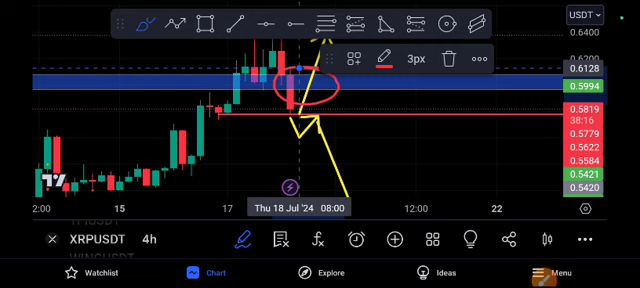 USDT
0.6400
0.6200
3px
0.6128
0.5994
0.5819
38:16
0.5779
0.5622
0.5584
0.5421
0.5420
2:00 15 17 Thu 18 Jul '24 08:00 12:00 22
XRPUSDT 4h
Watchlist Chart Explore Ideas Menu